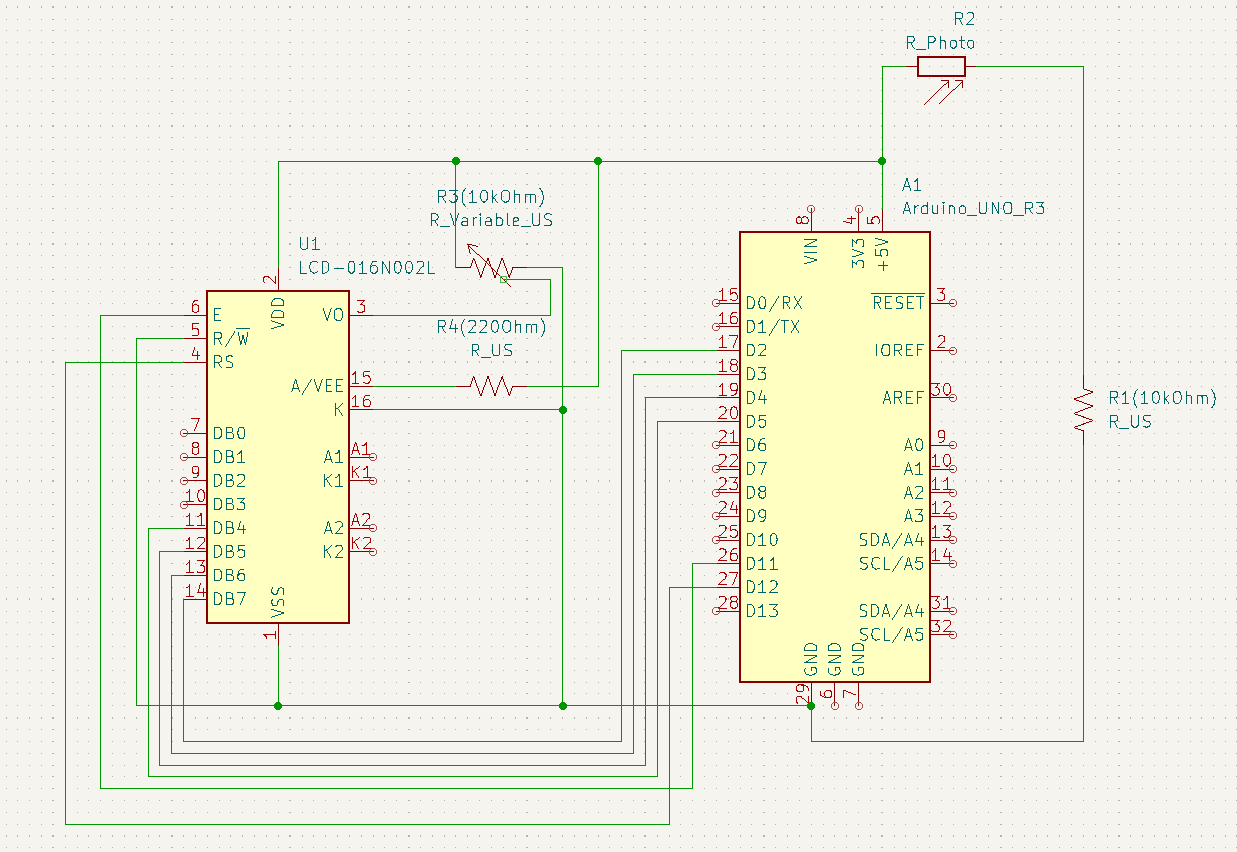 R2
R_Photo
R3(10kOhm)
R_Variable_US
A1
Arduino_UNO_R3
U1
LCD-016N002L
R4(220Ohm)
R_US
R1(10kOhm)
R_US
2
VDD
6 E
5 R/W
4 RS
7 DB0
8 DB1
9 DB2
10 DB3
11 DB4
12 DB5
13 DB6
14 DB7
VO 3
A/VEE 15
K 16
A1 A1
K1 K1
A2 A2
K2 K2
VSS
1
8 4 5
VIN 3V3 +5V
15 D0/RX
16 D1/TX
17 D2
18 D3
19 D4
20 D5
21 D6
22 D7
23 D8
24 D9
25 D10
26 D11
27 D12
28 D13
RESET 3
IOREF 2
AREF 30
A0 9
A1 10
A2 11
A3 12
SDA/A4 13
SCL/A5 14
SDA/A4 31
SCL/A5 32
GND GND GND
29 6 7